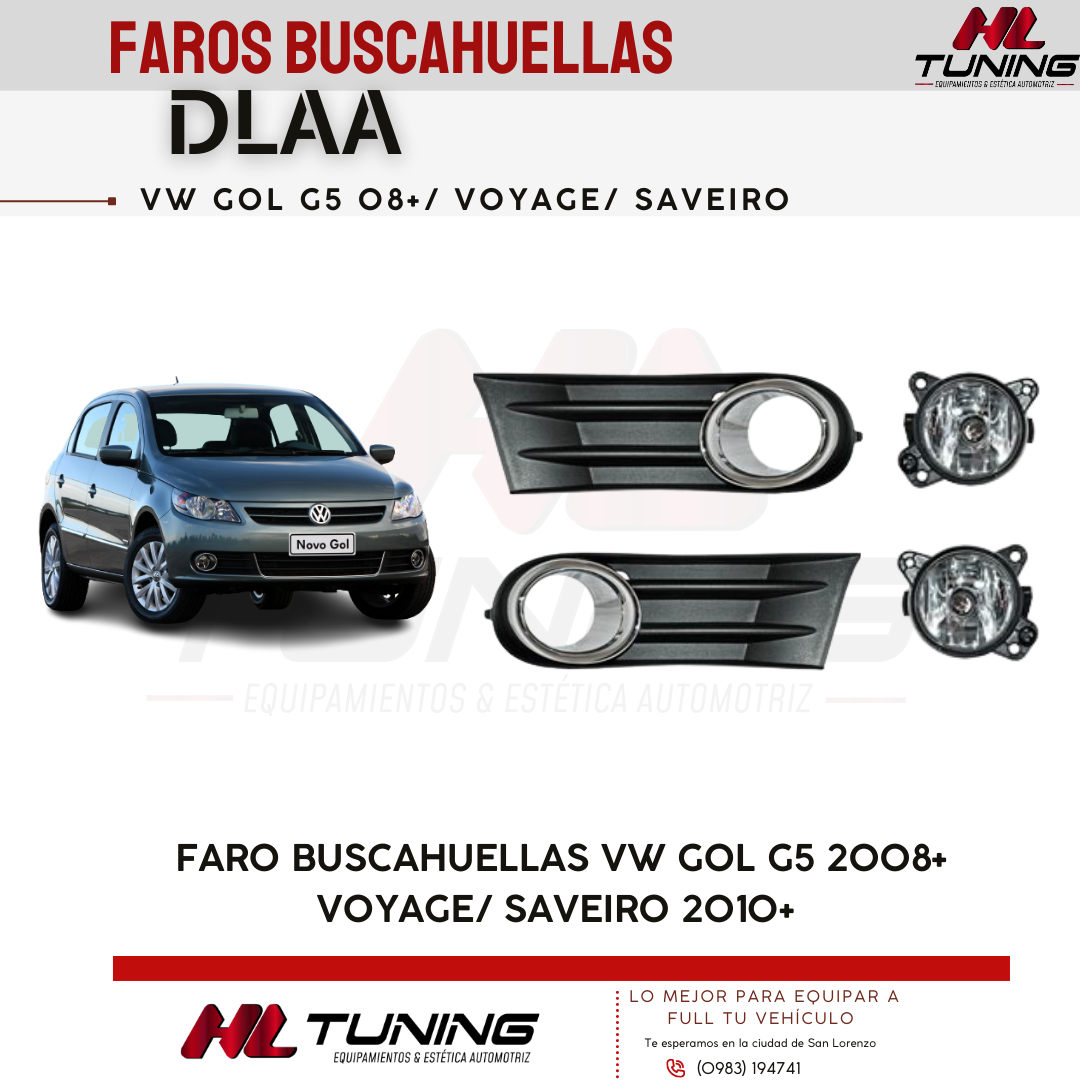 FAROS BUSCAHUELLAS
HL
TUNING
EQUIPAMIENTOS & ESTÉTICA AUTOMOTRIZ
DLAA
VW GOL G5 08+/ VOYAGE/ SAVEIRO
Novo Gol
HL
TUNING
EQUIPAMIENTOS & ESTÉTICA AUTOMOTRIZ
FARO BUSCAHUELLAS VW GOL G5 2008+
VOYAGE/ SAVEIRO 2010+
HL TUNING
EQUIPAMIENTOS & ESTÉTICA AUTOMOTRIZ
LO MEJOR PARA EQUIPAR A
FULL TU VEHÍCULO
Te esperamos en la ciudad de San Lorenzo
(0983) 194741